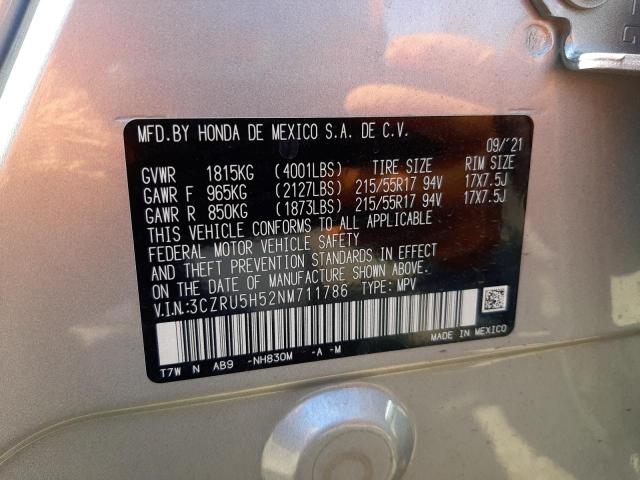 MFD.BY HONDA DE MEXICO S.A. DE C.V. 09/'21
GVWR 1815KG (4001LBS) TIRE SIZE RIM SIZE
GAWR F 965KG (2127LBS) 215/55R17 94V 17X7.5J
GAWR R 850KG (1873LBS) 215/55R17 94V 17X7.5J
THIS VEHICLE CONFORMS TO ALL APPLICABLE
FEDERAL MOTOR VEHICLE SAFETY
AND THEFT PREVENTION STANDARDS IN EFFECT
ON THE DATE OF MANUFACTURE SHOWN ABOVE.
V.I.N:3CZRU5H52NM711786 TYPE: MPV
MADE IN MEXICO
T7W N AB9 -NH830M -A -M